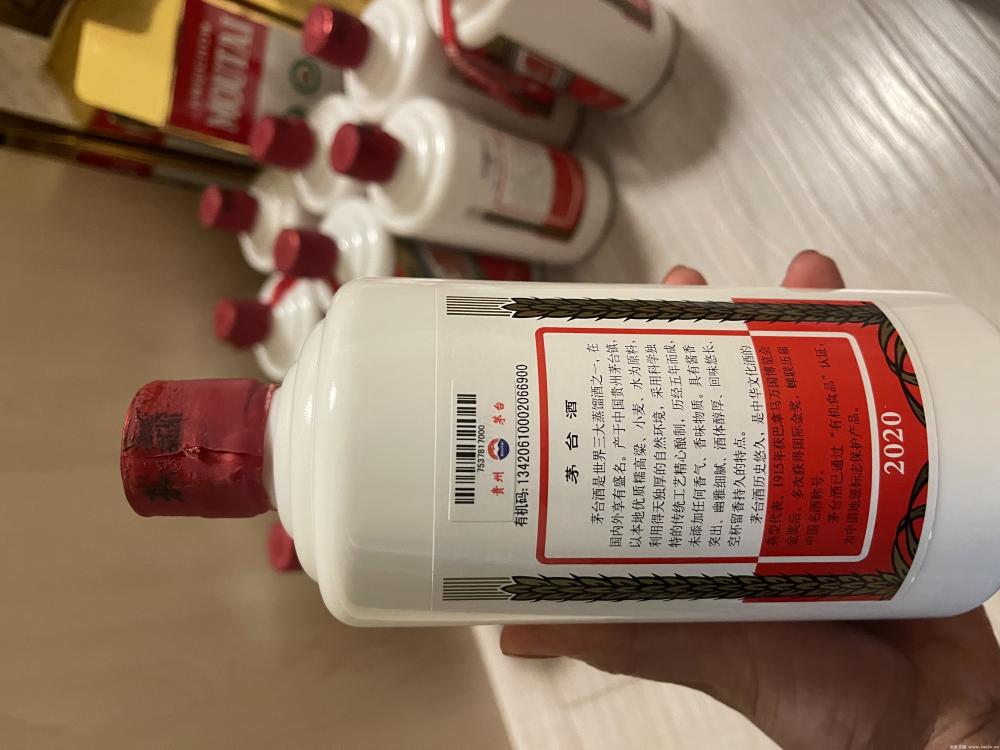 7537817000
贵州 茅台
有机码: 134206100020669​00
茅台酒
茅台酒是世界三大蒸馏酒之一，在
国内外享有盛名。产于中国贵州茅台镇，
以本地优质糯高粱、小麦、水为原料，
利用得天独厚的自然环境，采用科学独
特的传统工艺精心酿制，历经五年而成，
未添加任何香气、香味物质。具有酱香
突出、幽雅细腻、酒体醇厚、回味悠长、
空杯留香持久的特点。
茅台酒历史悠久，是中华文化酒的
典型代表。1915年获巴拿马万国博览会
金奖后，多次获得国际金奖，蝉联历届
中国名酒称号。
茅台酒已通过“有机食品”认证，
为中国地理标志保护产品。
2020
MOUTAI